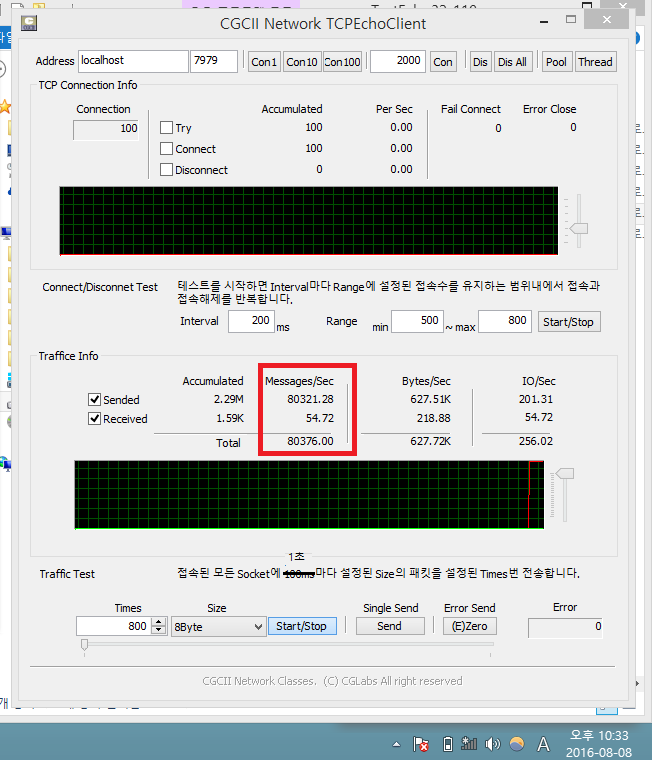 CGCII Network TCPEchoClient
Address localhost 7979 Con1 Con10 Con100 2000 Con Dis Dis All Pool Thread
TCP Connection Info
Connection Accumulated Per Sec Fail Connect Error Close
100 Try 100 0.00 0 0
Connect 100 0.00
Disconnect 0 0.00
Connect/Disconnet Test 테스트를 시작하면 Interval마다 Range에 설정된 접속수를 유지하는 범위내에서 접속과
접속해제를 반복합니다.
Interval 200 ms Range min 500 ~ max 800 Start/Stop
Traffice Info
Accumulated Messages/Sec Bytes/Sec IO/Sec
Sended 2.29M 80321.28 627.51K 201.31
Received 1.59K 54.72 218.88 54.72
Total 80376.00 627.72K 256.02
1초
Traffic Test 접속된 모든 Socket에 100ms마다 설정된 Size의 패킷을 설정된 Times번 전송합니다.
Times Size Single Send Error Send Error
800 8Byte Start/Stop Send (E)Zero 0
CGCII Network Classes. (C) CGLabs All right reserved
A 오후 10:33
2016-08-08